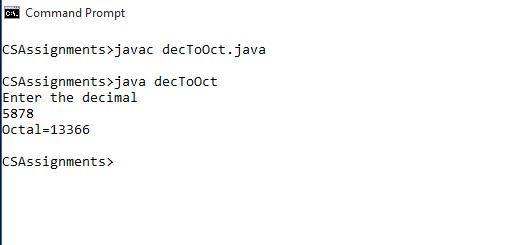 Command Prompt
CSAssignments>javac decToOct.java
CSAssignments>java decToOct
Enter the decimal
5878
Octal=13366
CSAssignments>